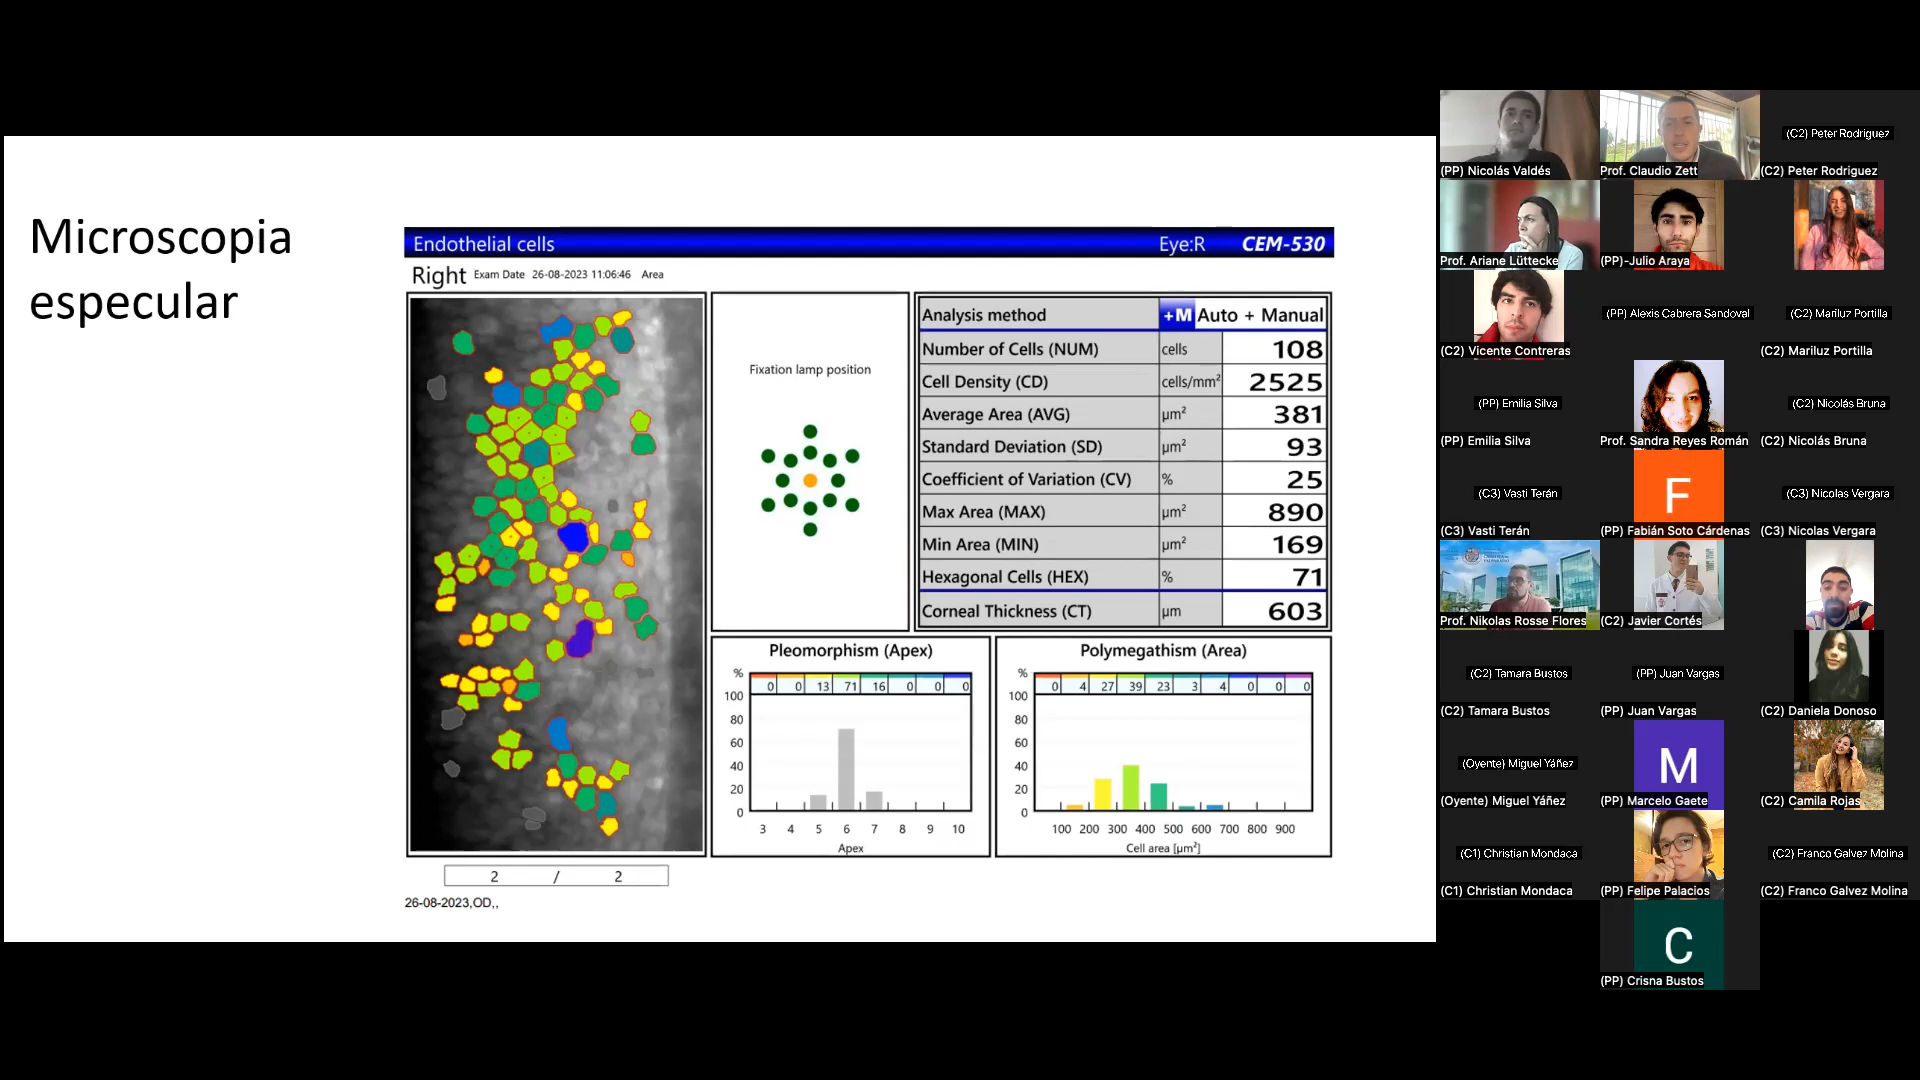 Microscopia
especular
Endothelial cells Eye:R CEM-530
Right Exam Date 26-08-2023 11:06:46 Area
Fixation lamp position
Analysis method +M Auto + Manual
Number of Cells (NUM) cells 108
Cell Density (CD) cells/mm² 2525
Average Area (AVG) µm² 381
Standard Deviation (SD) µm² 93
Coefficient of Variation (CV) % 25
Max Area (MAX) µm² 890
Min Area (MIN) µm² 169
Hexagonal Cells (HEX) % 71
Corneal Thickness (CT) µm 603
Pleomorphism (Apex)
%
0 0 13 71 16 0 0 0
100
80
60
40
20
0
3 4 5 6 7 8 9 10
Apex
Polymegathism (Area)
%
0 4 27 39 23 3 4 0 0 0
100
80
60
40
20
0
100 200 300 400 500 600 700 800 900
Cell area [µm²]
2 / 2
26-08-2023,OD,,
(C2) Peter Rodriguez
(PP) Nicolás Valdés Prof. Claudio Zett (C2) Peter Rodriguez
Prof. Ariane Lüttecke (PP)-Julio Araya
(PP) Alexis Cabrera Sandoval (C2) Mariluz Portilla
(C2) Vicente Contreras (C2) Mariluz Portilla
(PP) Emilia Silva (C2) Nicolás Bruna
(PP) Emilia Silva Prof. Sandra Reyes Román (C2) Nicolás Bruna
(C3) Vasti Terán F (C3) Nicolas Vergara
(C3) Vasti Terán (PP) Fabián Soto Cárdenas (C3) Nicolas Vergara
Prof. Nikolas Rosse Flores (C2) Javier Cortés
(C2) Tamara Bustos (PP) Juan Vargas
(C2) Tamara Bustos (PP) Juan Vargas (C2) Daniela Donoso
(Oyente) Miguel Yáñez M
(Oyente) Miguel Yáñez (PP) Marcelo Gaete (C2) Camila Rojas
(C1) Christian Mondaca (C2) Franco Galvez Molina
(C1) Christian Mondaca (PP) Felipe Palacios (C2) Franco Galvez Molina
C
(PP) Crisna Bustos